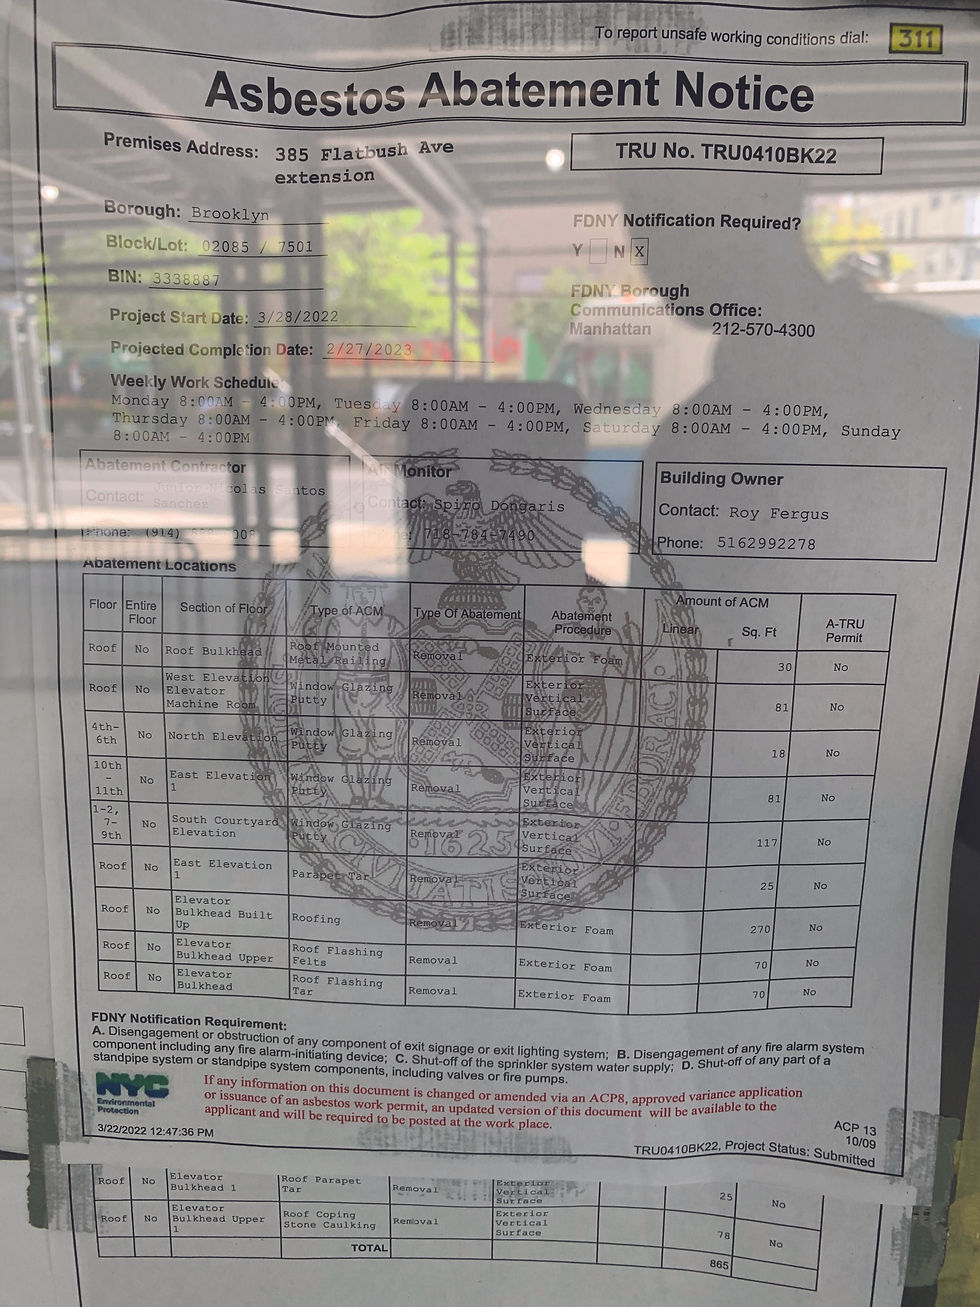 To report unsafe working conditions dial: 311
Asbestos Abatement Notice
Premises Address: 385 Flatbush Ave
extension
TRU No. TRU0410BK22
Borough: Brooklyn
Block/Lot: 02085 / 7501
BIN: 3338887
Project Start Date: 3/28/2022
Projected Completion Date: 2/27/2023
FDNY Notification Required?
Y N X
FDNY Borough
Communications Office:
Manhattan 212-570-4300
Weekly Work Schedule
Monday 8:00AM - 4:00PM, Tuesday 8:00AM - 4:00PM, Wednesday 8:00AM - 4:00PM,
Thursday 8:00AM - 4:00PM, Friday 8:00AM - 4:00PM, Saturday 8:00AM - 4:00PM, Sunday
8:00AM - 4:00PM
Abatement Contractor
Contact: Junior Nicolas Santos
Sanchez
Phone: (914)
Monitor
Contact: Spiro Dongaris
718-784-7490
Building Owner
Contact: Roy Fergus
Phone: 5162992278
Abatement Locations
Floor Entire Floor Section of Floor Type of ACM Type Of Abatement Abatement Procedure Amount of ACM Linear Sq. Ft A-TRU Permit
Roof No Roof Bulkhead Roof Mounted Metal Railing Removal Exterior Foam 30 No
Roof No West Elevation Elevator Machine Room Window Glazing Putty Removal Exterior Vertical Surface 81 No
4th-6th No North Elevation Window Glazing Putty Removal Exterior Vertical Surface 18 No
10th - 11th No East Elevation 1 Window Glazing Putty Removal Exterior Vertical Surface 81 No
1-2, 7-9th No South Courtyard Elevation Window Glazing Putty Removal Exterior Vertical Surface 117 No
Roof No East Elevation 1 Parapet Tar Removal Exterior Vertical Surface 25 No
Roof No Elevator Bulkhead Built Up Roofing Removal Exterior Foam 270 No
Roof No Elevator Bulkhead Upper Roof Flashing Felts Removal Exterior Foam 70 No
Roof No Elevator Bulkhead Roof Flashing Tar Removal Exterior Foam 70 No
FDNY Notification Requirement:
A. Disengagement or obstruction of any component of exit signage or exit lighting system; B. Disengagement of any fire alarm system
component including any fire alarm-initiating device; C. Shut-off of the sprinkler system water supply; D. Shut-off of any part of a
standpipe system or standpipe system components, including valves or fire pumps.
NYC
Environmental
Protection
If any information on this document is changed or amended via an ACP8, approved variance application
or issuance of an asbestos work permit, an updated version of this document will be available to the
applicant and will be required to be posted at the work place.
3/22/2022 12:47:36 PM
ACP 13
10/09
TRU0410BK22, Project Status: Submitted
Roof No Elevator Bulkhead 1 Roof Parapet Tar Removal Exterior Vertical Surface 25 No
Roof No Elevator Bulkhead Upper 1 Roof Coping Stone Caulking Removal Exterior Vertical Surface 78 No
TOTAL 865